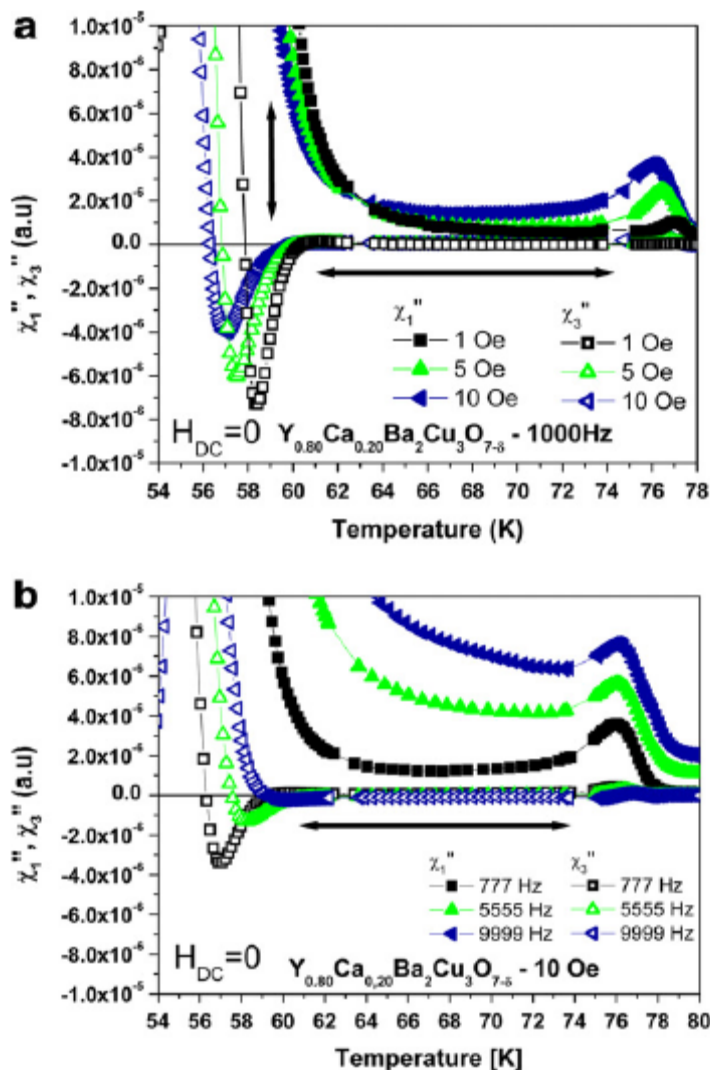 a
1.0x10⁻⁵
8.0x10⁻⁶
6.0x10⁻⁶
4.0x10⁻⁶
2.0x10⁻⁶
0.0
-2.0x10⁻⁶
-4.0x10⁻⁶
-6.0x10⁻⁶
-8.0x10⁻⁶
-1.0x10⁻⁵
χ₁'', χ₃'' (a.u)
χ₁'' χ₃''
1 Oe 1 Oe
5 Oe 5 Oe
10 Oe 10 Oe
H_DC=0 Y₀.₈₀Ca₀.₂₀Ba₂Cu₃O₇₋δ - 1000Hz
54 56 58 60 62 64 66 68 70 72 74 76 78
Temperature (K)
b
1.0x10⁻⁵
8.0x10⁻⁶
6.0x10⁻⁶
4.0x10⁻⁶
2.0x10⁻⁶
0.0
-2.0x10⁻⁶
-4.0x10⁻⁶
-6.0x10⁻⁶
-8.0x10⁻⁶
-1.0x10⁻⁵
χ₁'', χ₃'' (a.u)
χ₁'' χ₃''
777 Hz 777 Hz
5555 Hz 5555 Hz
9999 Hz 9999 Hz
H_DC=0 Y₀.₈₀Ca₀,₂₀Ba₂Cu₃O₇₋δ - 10 Oe
54 56 58 60 62 64 66 68 70 72 74 76 78 80
Temperature [K]